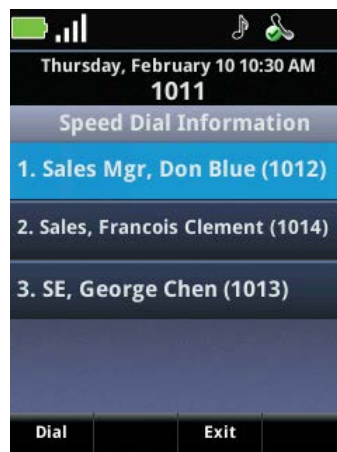 Thursday, February 10 10:30 AM
1011
Speed Dial Information
1. Sales Mgr, Don Blue (1012)
2. Sales, Francois Clement (1014)
3. SE, George Chen (1013)
Dial Exit